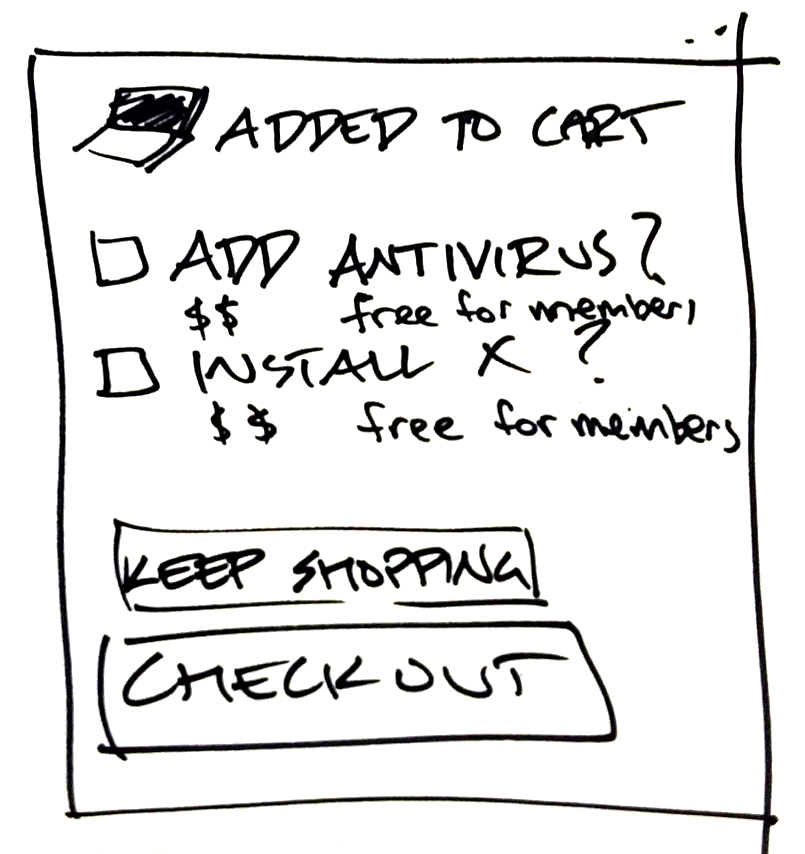 ADDED TO CART
ADD ANTIVIRUS?
$$ free for members
INSTALL X ?
$$ free for members
KEEP SHOPPING
CHECKOUT